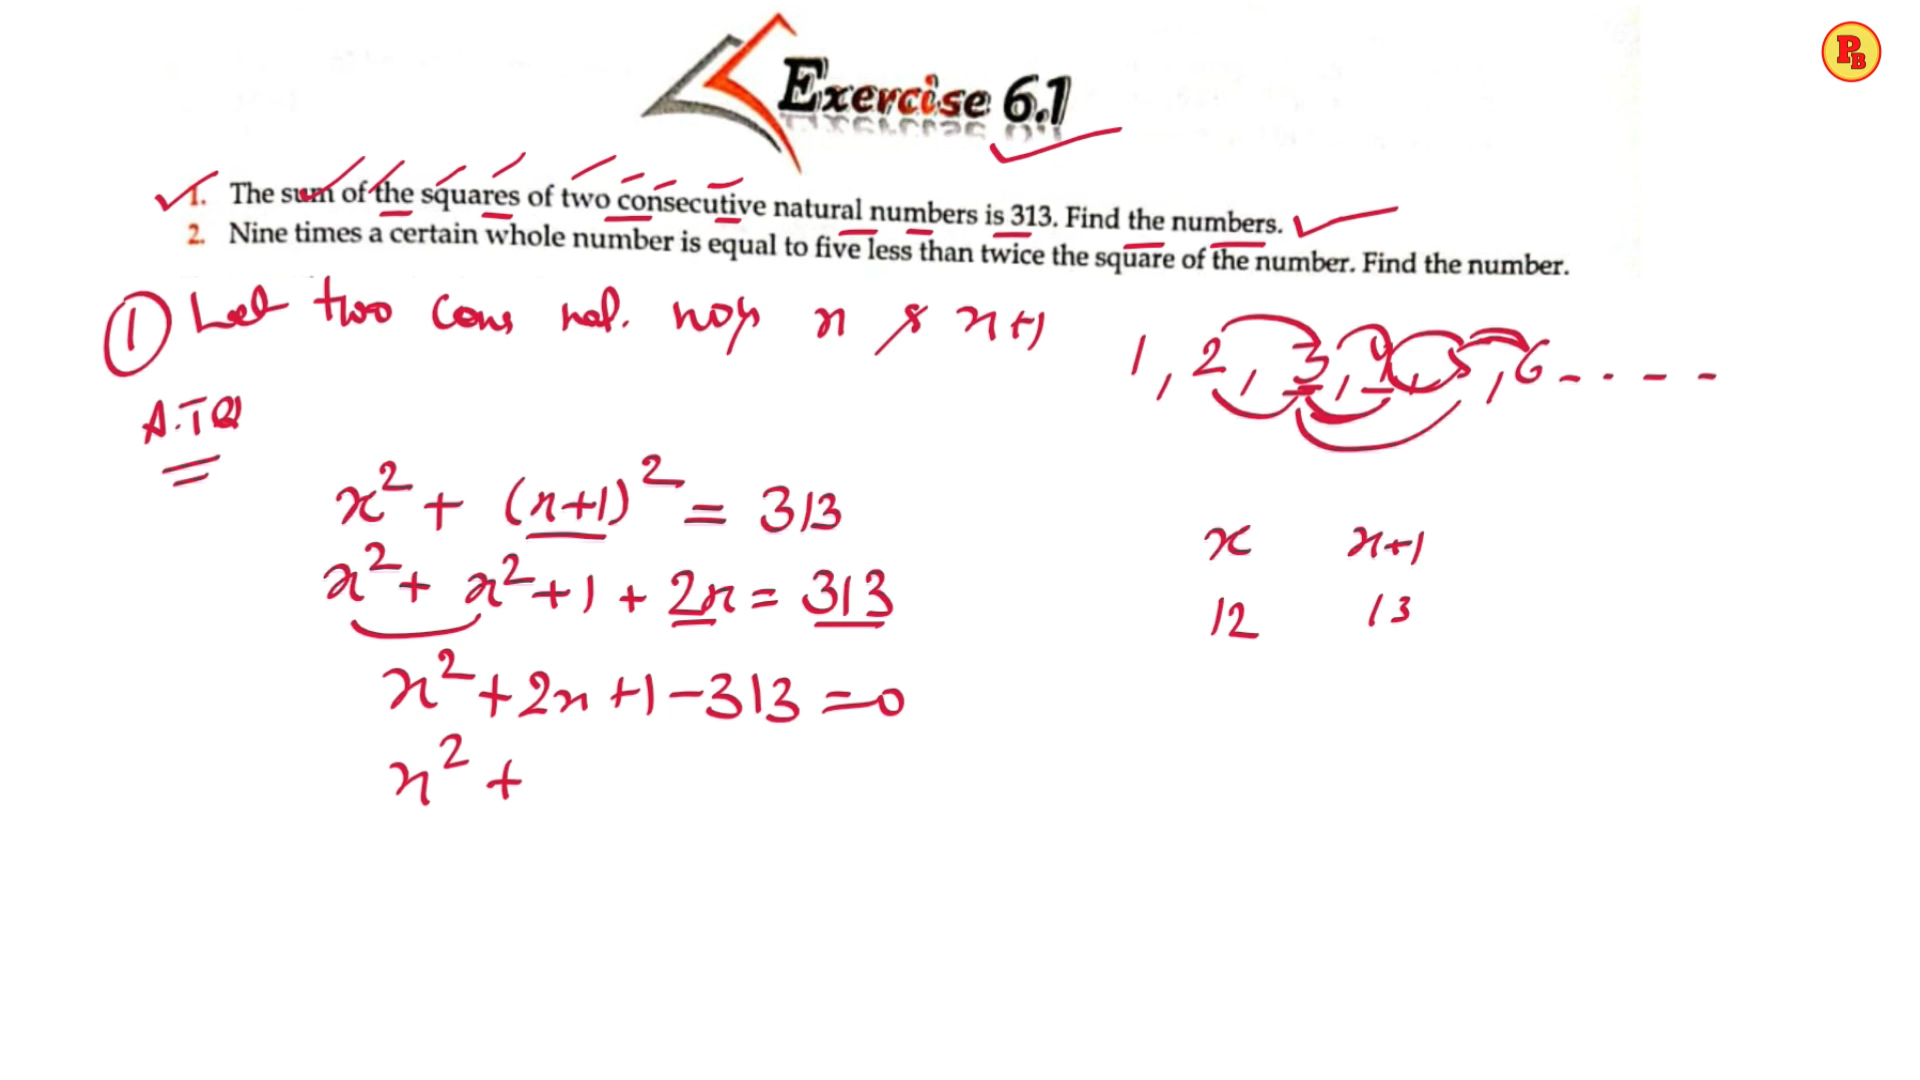 PB
Exercise 6.1
1. The sum of the squares of two consecutive natural numbers is 313. Find the numbers.
2. Nine times a certain whole number is equal to five less than twice the square of the number. Find the number.
① Let two cons nat. nos x & x+1
1, 2, 3, 4, 5, 6 - - - -
A.TQ
x² + (x+1)² = 313
x x+1
x² + x² + 1 + 2x = 313
12 13
x² + 2x + 1 - 313 = 0
x² +